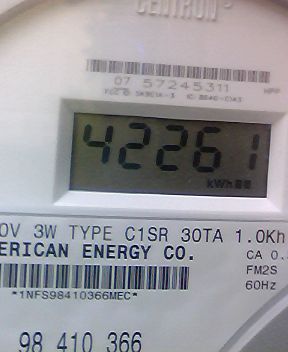 CENTRON
07 57245311
42261
kWh
0V 3W TYPE C1SR 30TA 1.0Kh
ERICAN ENERGY CO.
CA 0.
FM2S
*1NFS98410366MEC*
60Hz
98 410 366